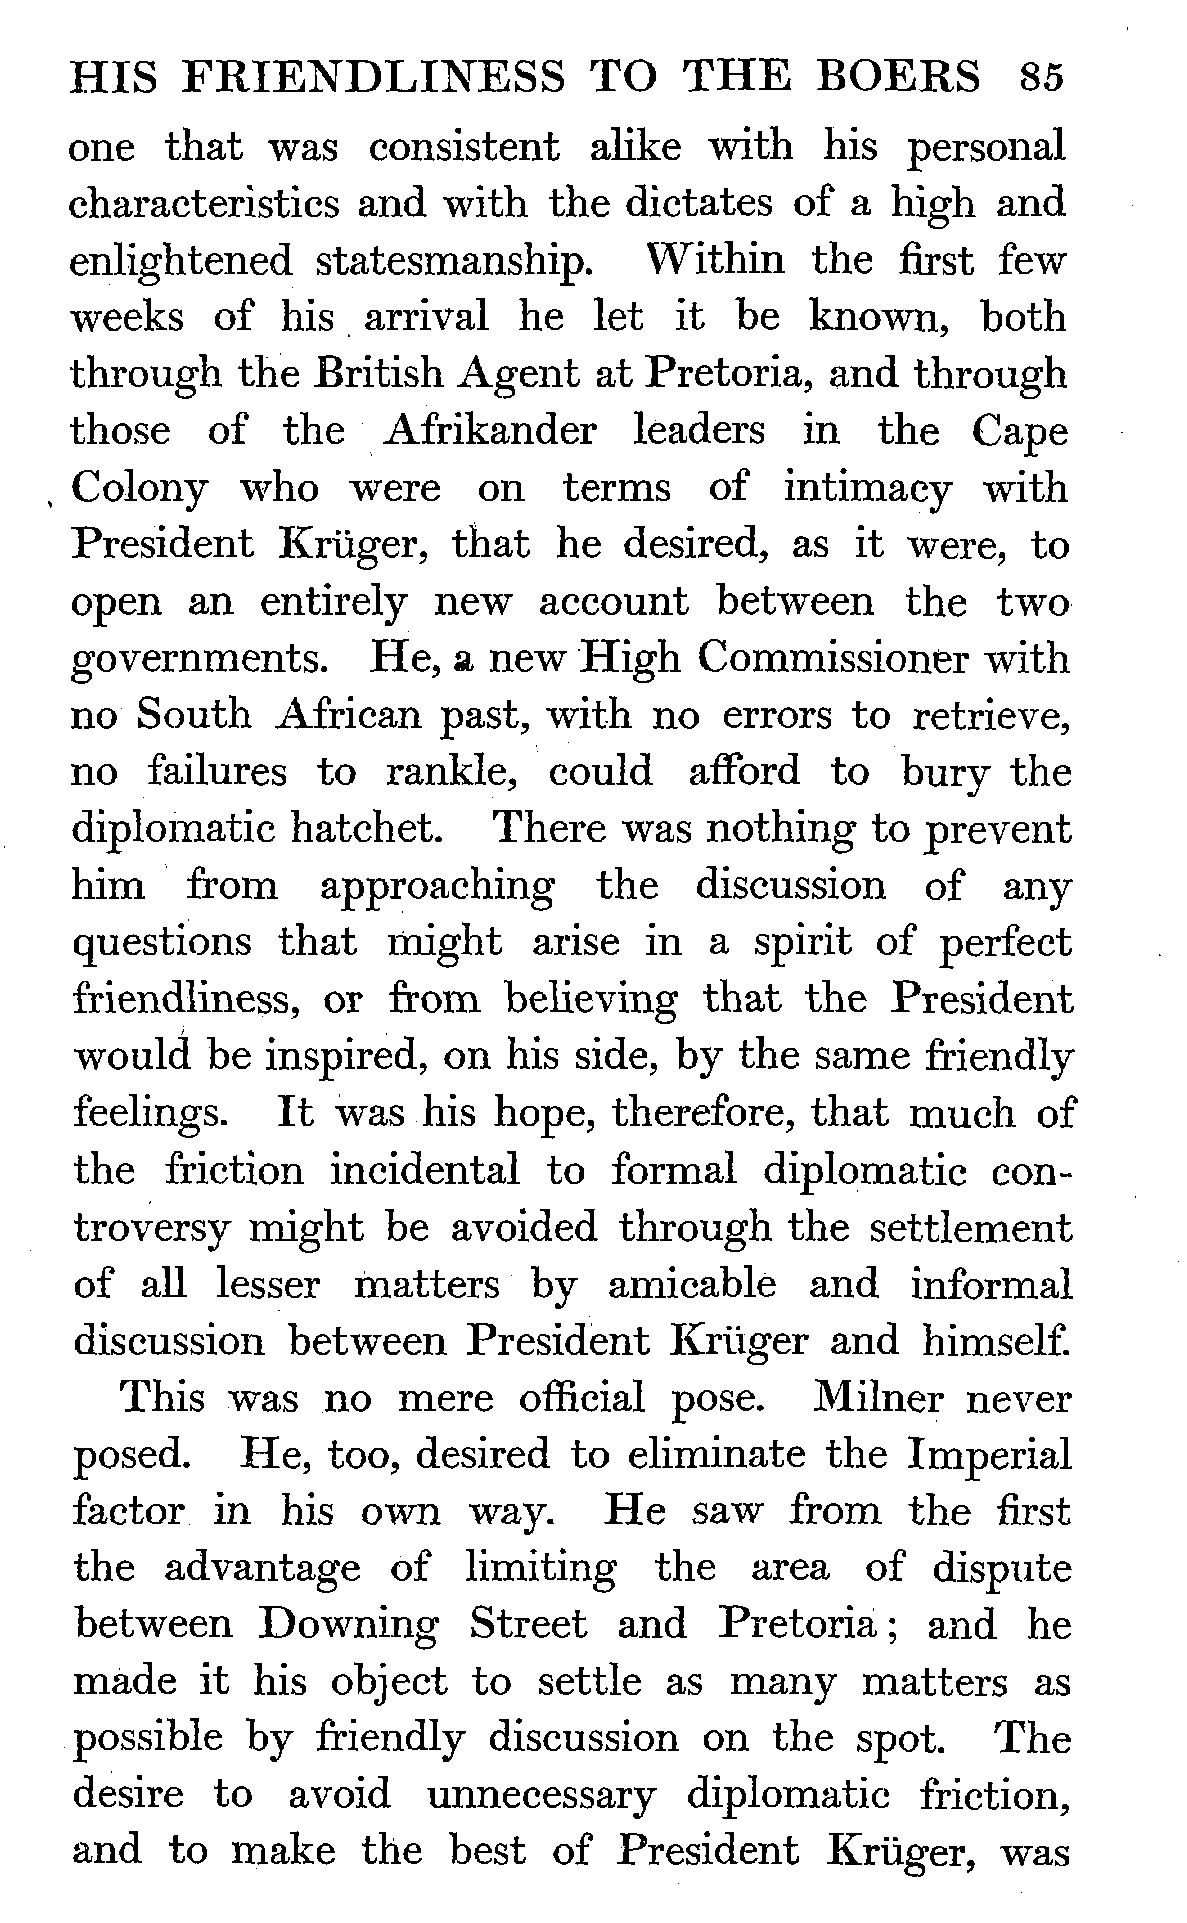 HIS FRIENDLINESS TO THE BOERS 85
one that was consistent alike with his personal
characteristics and with the dictates of a high and
enlightened statesmanship. Within the first few
weeks of his arrival he let it be known, both
through the British Agent at Pretoria, and through
those of the Afrikander leaders in the Cape
Colony who were on terms of intimacy with
President Krüger, that he desired, as it were, to
open an entirely new account between the two
governments. He, a new High Commissioner with
no South African past, with no errors to retrieve,
no failures to rankle, could afford to bury the
diplomatic hatchet. There was nothing to prevent
him from approaching the discussion of any
questions that might arise in a spirit of perfect
friendliness, or from believing that the President
would be inspired, on his side, by the same friendly
feelings. It was his hope, therefore, that much of
the friction incidental to formal diplomatic con-
troversy might be avoided through the settlement
of all lesser matters by amicable and informal
discussion between President Krüger and himself.
This was no mere official pose. Milner never
posed. He, too, desired to eliminate the Imperial
factor in his own way. He saw from the first
the advantage of limiting the area of dispute
between Downing Street and Pretoria; and he
made it his object to settle as many matters as
possible by friendly discussion on the spot. The
desire to avoid unnecessary diplomatic friction,
and to make the best of President Krüger, was